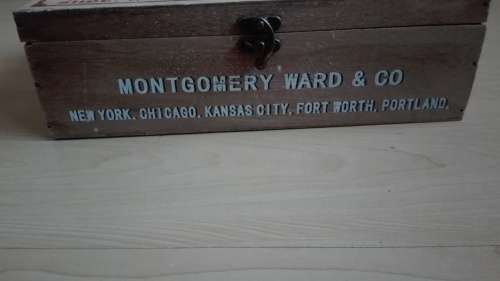 MONTGOMERY WARD & CO
NEW YORK. CHICAGO. KANSAS CITY, FORT WORTH. PORTLAND.